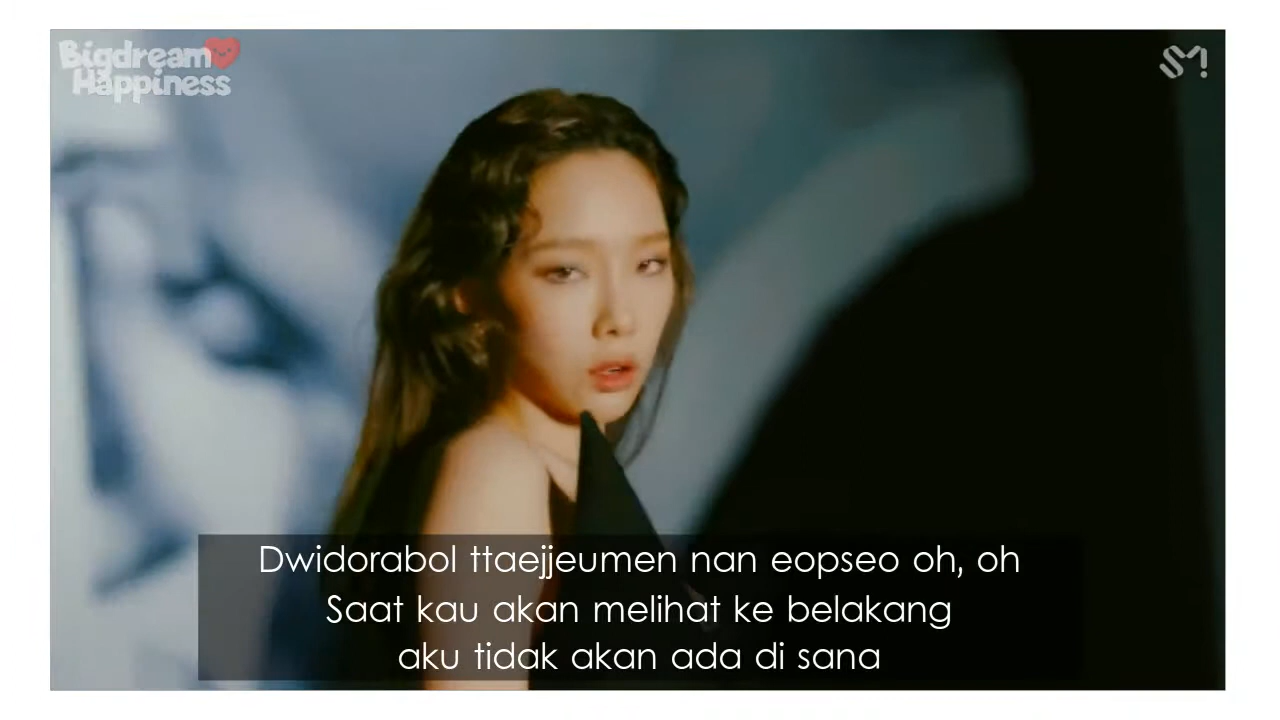 Bigdream
Happiness
SM!
Dwidorabol ttaejjeumen nan eopseo oh, oh
Saat kau akan melihat ke belakang
aku tidak akan ada di sana